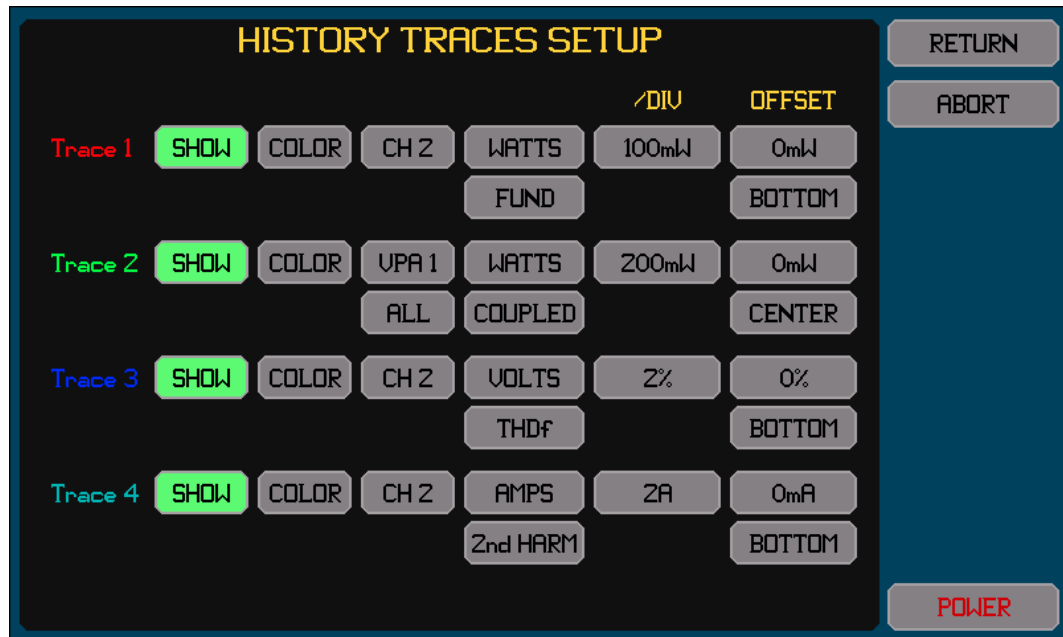 HISTORY TRACES SETUP
RETURN
/DIV OFFSET
ABORT
Trace 1 SHOW COLOR CH 2 WATTS 100mW 0mW
FUND BOTTOM
Trace 2 SHOW COLOR VPA 1 WATTS 200mW 0mW
ALL COUPLED CENTER
Trace 3 SHOW COLOR CH 2 VOLTS 2% 0%
THDf BOTTOM
Trace 4 SHOW COLOR CH 2 AMPS 2A 0mA
2nd HARM BOTTOM
POWER